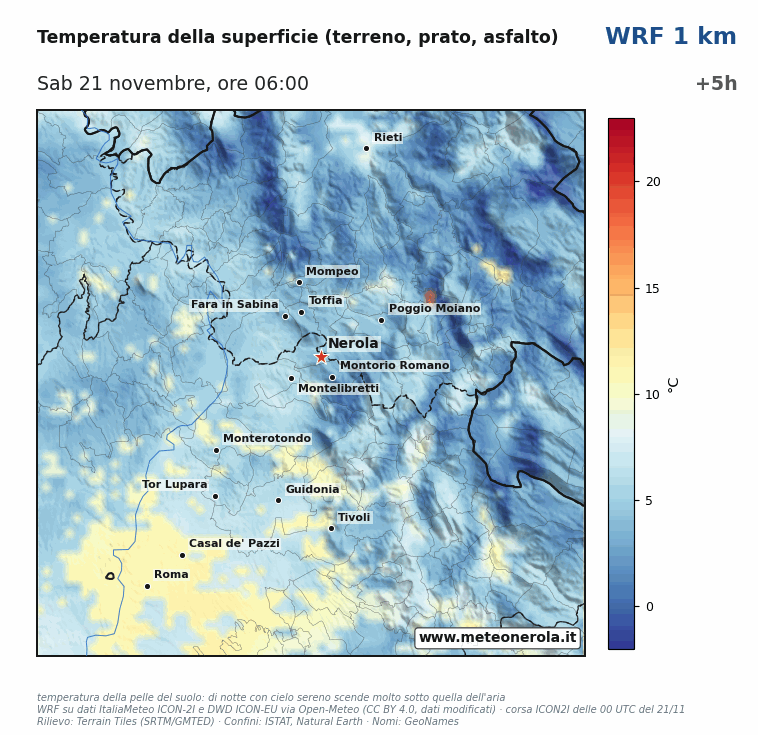 Temperatura della superficie (terreno, prato, asfalto)
WRF 1 km
Sab 21 novembre, ore 06:00
+5h
Rieti
Mompeo
Fara in Sabina
Toffia
Poggio Moiano
Nerola
Montorio Romano
Montelibretti
Monterotondo
Tor Lupara
Guidonia
Tivoli
Casal de' Pazzi
Roma
www.meteonerola.it
20
15
10
5
0
°C
temperatura della pelle del suolo: di notte con cielo sereno scende molto sotto quella dell'aria
WRF su dati ItaliaMeteo ICON-2I e DWD ICON-EU via Open-Meteo (CC BY 4.0, dati modificati) · corsa ICON2I delle 00 UTC del 21/11
Rilievo: Terrain Tiles (SRTM/GMTED) · Confini: ISTAT, Natural Earth · Nomi: GeoNames